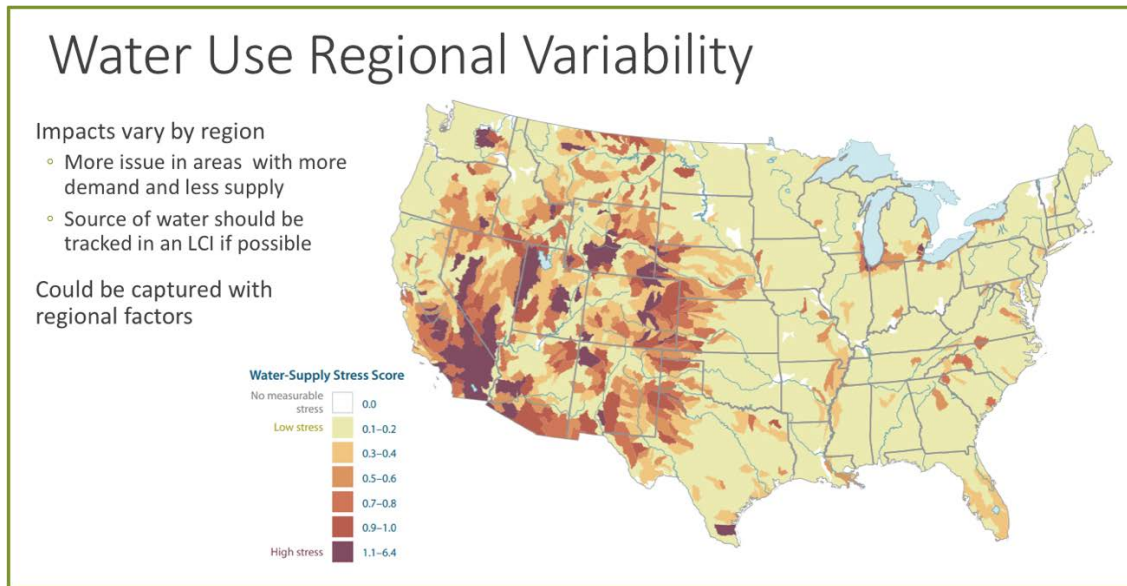 Water Use Regional Variability
Impacts vary by region
◦ More issue in areas with more
demand and less supply
◦ Source of water should be
tracked in an LCI if possible
Could be captured with
regional factors
Water-Supply Stress Score
No measurable
stress
0.0
Low stress
0.1–0.2
0.3–0.4
0.5–0.6
0.7–0.8
0.9–1.0
High stress
1.1–6.4